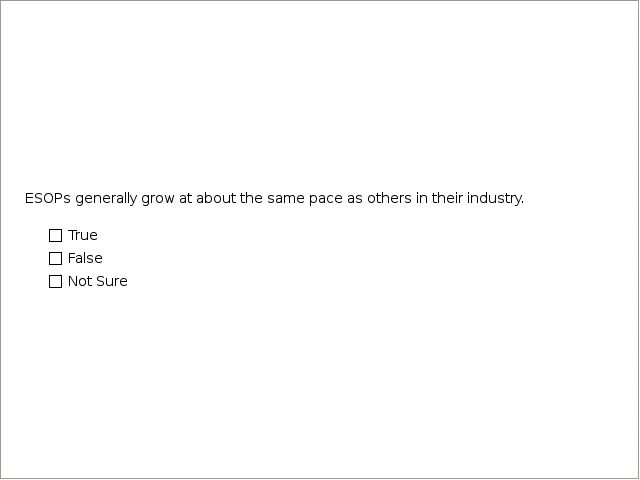 ESOPs generally grow at about the same pace as others in their industry.
True
False
Not Sure